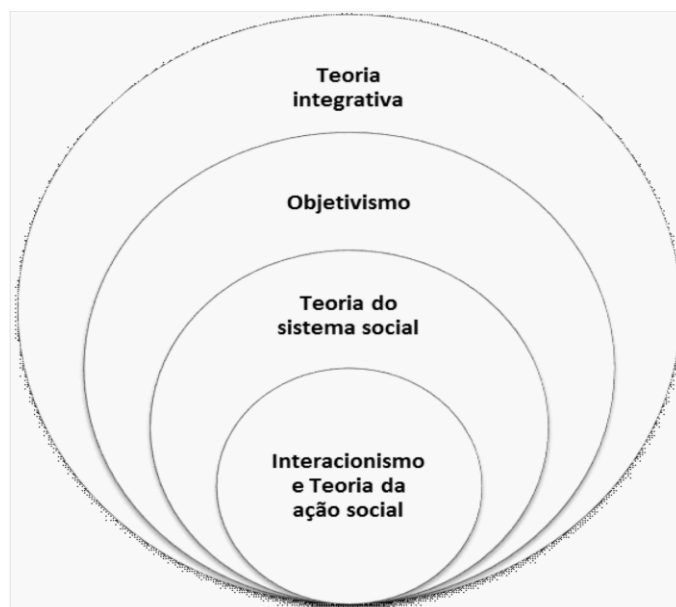 Teoria
integrativa
Objetivismo
Teoria do
sistema social
Interacionismo
e Teoria da
ação social